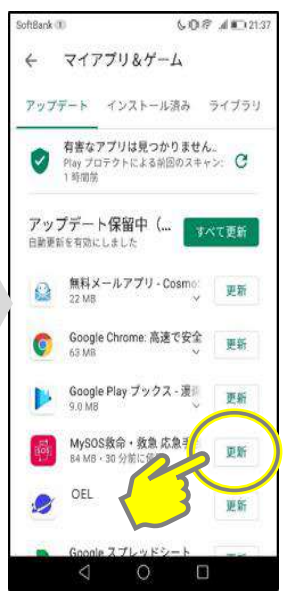 SoftBank
21:37
マイアプリ&ゲーム
アップデート インストール済み ライブラリ
有害なアプリは見つかりません..
Play プロテクトによる前回のスキャン:
1 時間前
アップデート保留中（...
すべて更新
自動更新を有効にしました
無料メールアプリ - Cosmo
22 MB
更新
Google Chrome: 高速で安全
63 MB
更新
Google Play ブックス - 漫
9.0 MB
更新
MySOS救命・救急 応急手
84 MB・30 分前に
更新
OEL
更新
Google スプレッドシート